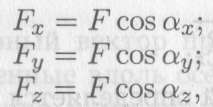 F_x = F cos α_x;
F_y = F cos α_y;
F_z = F cos α_z,